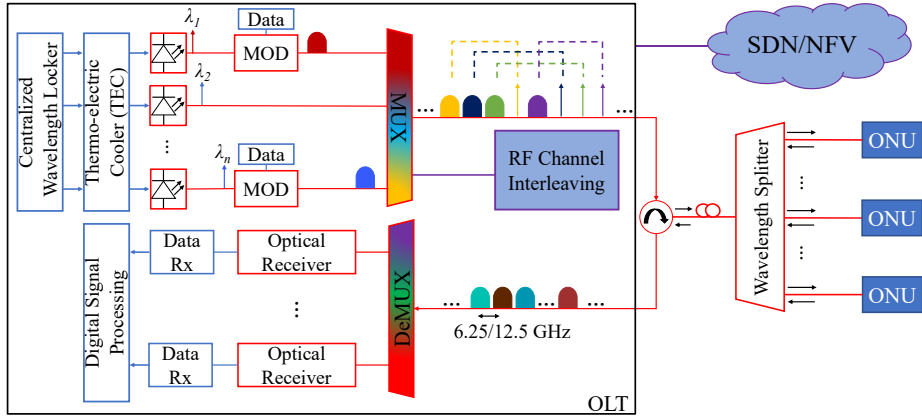 Centralized
Wavelength Locker
Thermo-electric
Cooler (TEC)
...
λ1
Data
MOD
λ2
λn
Data
MOD
MUX
...
...
RF Channel
Interleaving
SDN/NFV
Digital Signal
Processing
Data
Rx
Optical
Receiver
...
Data
Rx
Optical
Receiver
DeMUX
...
...
...
6.25/12.5 GHz
OLT
Wavelength Splitter
...
...
ONU
ONU
ONU